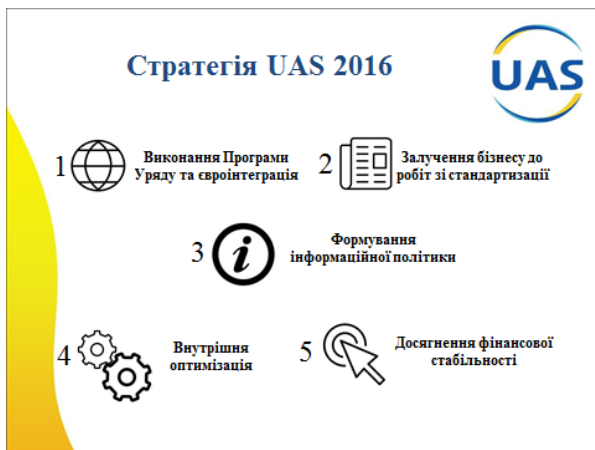 Стратегія UAS 2016
UAS
1
Виконання Програми
Уряду та євроінтеграція
2
Залучення бізнесу до
робіт зі стандартизації
3
Формування
інформаційної політики
4
Внутрішня
оптимізація
5
Досягнення фінансової
стабільності